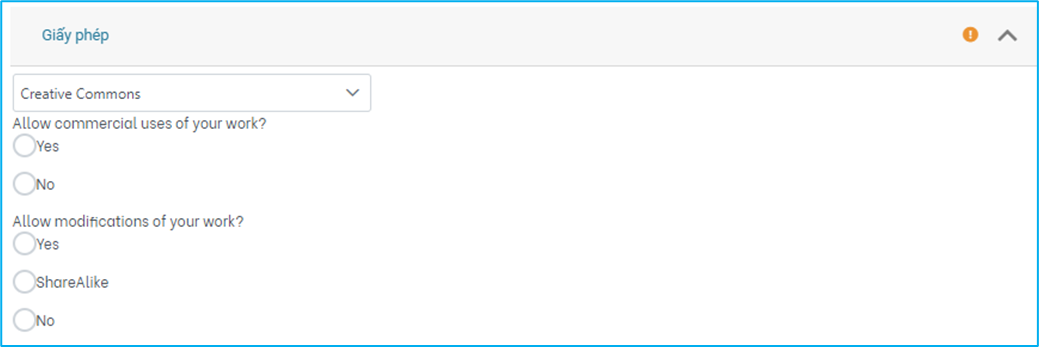 Giấy phép
Creative Commons
Allow commercial uses of your work?
Yes
No
Allow modifications of your work?
Yes
ShareAlike
No